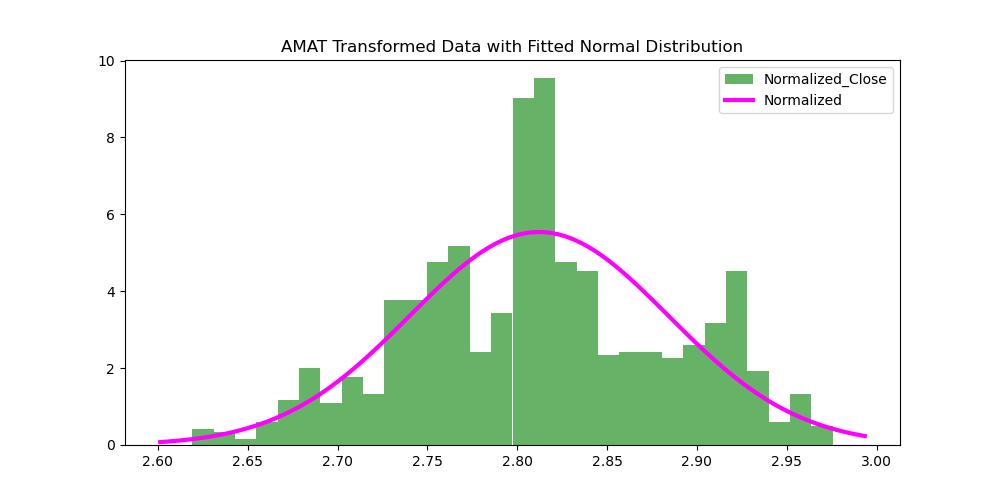 AMAT Transformed Data with Fitted Normal Distribution
Normalized_Close
Normalized
10
8
6
4
2
0
2.60 2.65 2.70 2.75 2.80 2.85 2.90 2.95 3.00